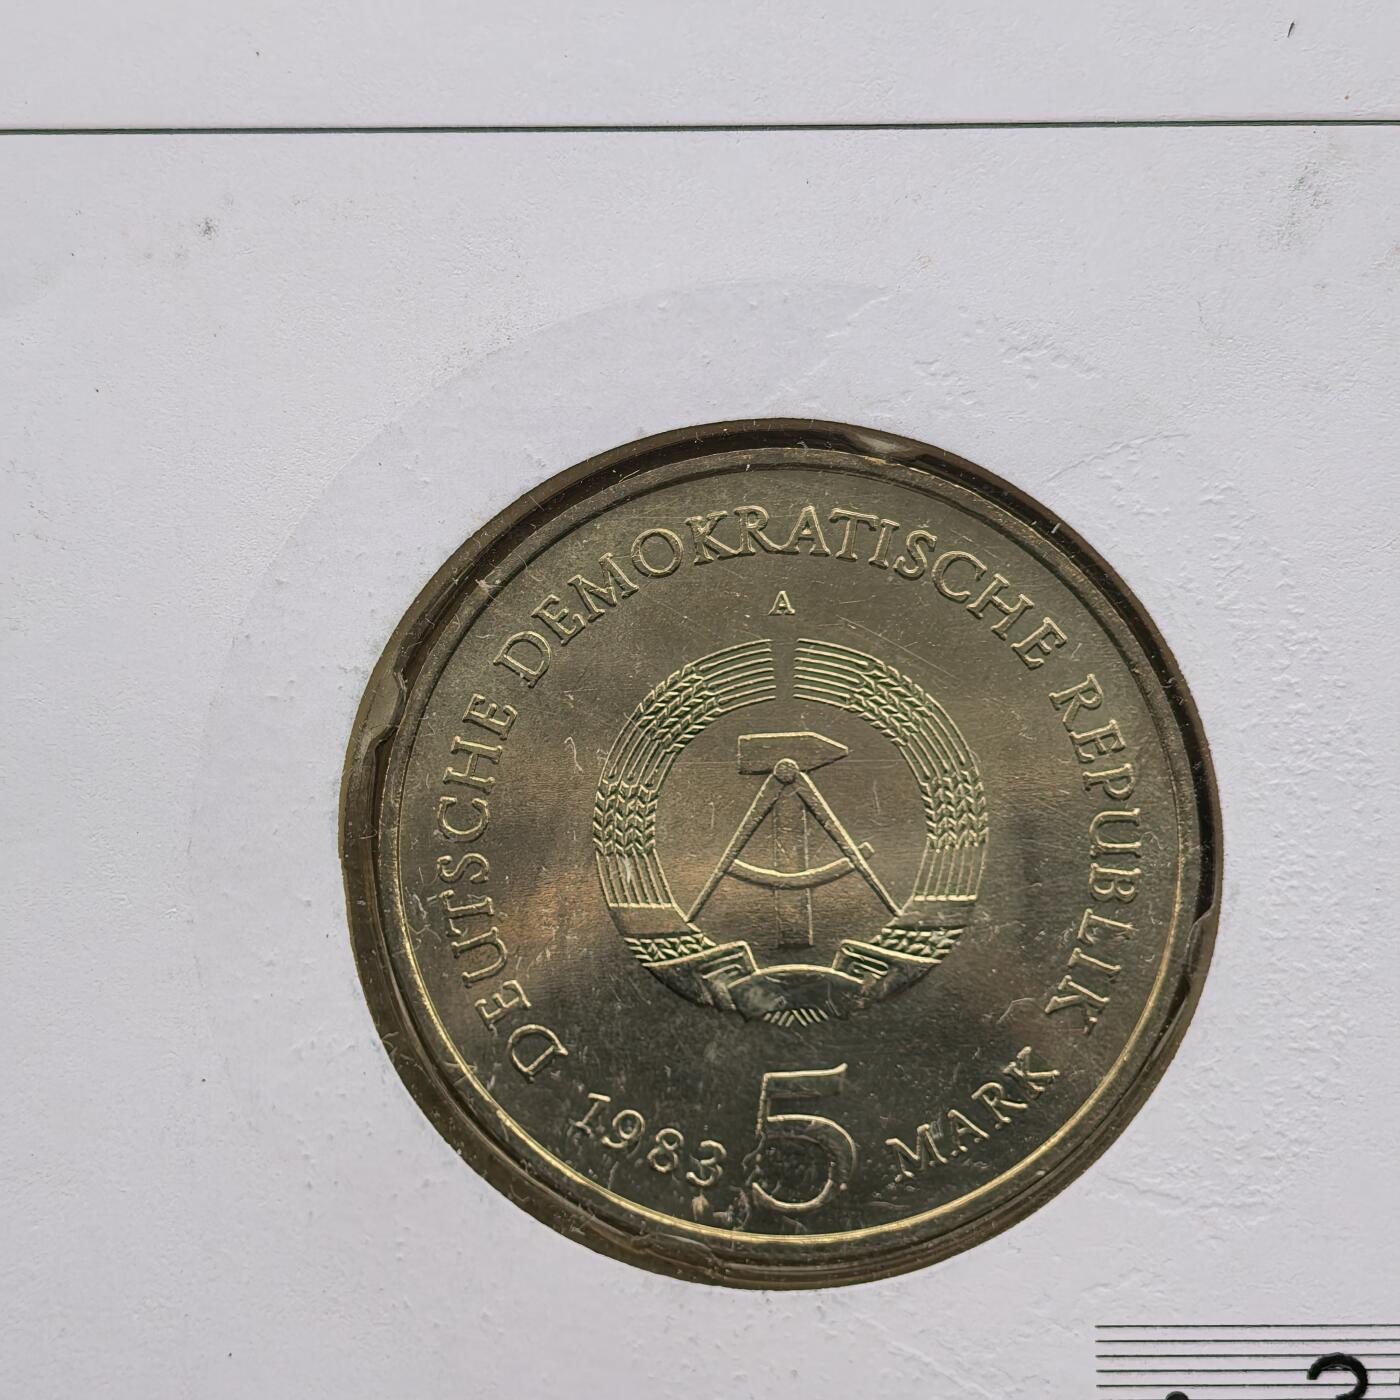 DEUTSCHE DEMOKRATISCHE REPUBLIK
A
1983 5 MARK